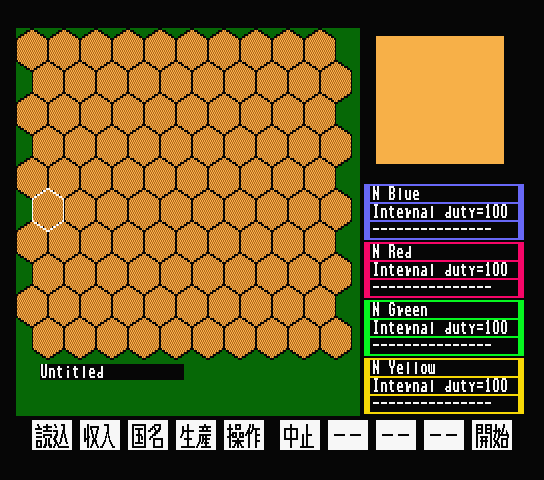 N Blue
Internal duty=100
---------------
N Red
Internal duty=100
---------------
N Green
Internal duty=100
---------------
N Yellow
Internal duty=100
---------------
Untitled
読込 収入 国名 生産 操作 中止 -- -- -- 開始